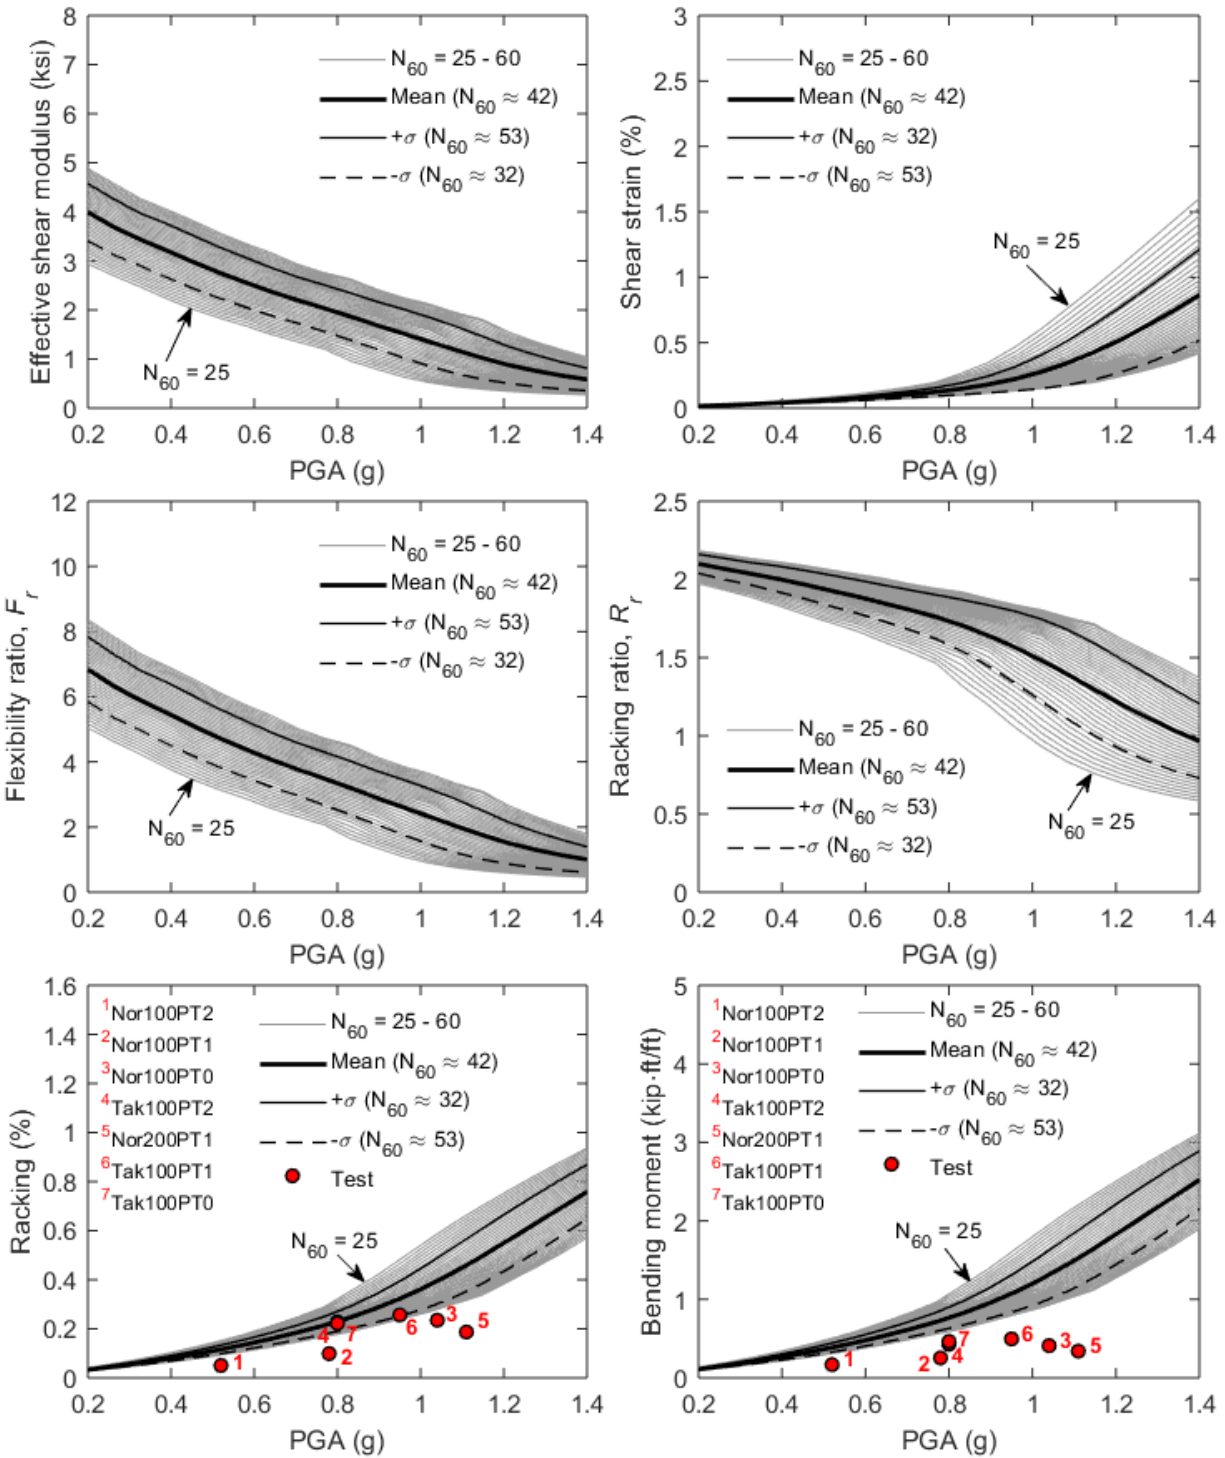 8
7
6
5
4
3
2
1
0
Effective shear modulus (ksi)
N60 = 25 - 60
Mean (N60 ≈ 42)
+σ (N60 ≈ 53)
-σ (N60 ≈ 32)
N60 = 25
0.2 0.4 0.6 0.8 1 1.2 1.4
PGA (g)
3
2.5
2
1.5
1
0.5
0
Shear strain (%)
N60 = 25 - 60
Mean (N60 ≈ 42)
+σ (N60 ≈ 32)
-σ (N60 ≈ 53)
N60 = 25
0.2 0.4 0.6 0.8 1 1.2 1.4
PGA (g)
12
10
8
6
4
2
0
Flexibility ratio, Fr
N60 = 25 - 60
Mean (N60 ≈ 42)
+σ (N60 ≈ 53)
-σ (N60 ≈ 32)
N60 = 25
0.2 0.4 0.6 0.8 1 1.2 1.4
PGA (g)
2.5
2
1.5
1
0.5
0
Racking ratio, Rr
N60 = 25 - 60
Mean (N60 ≈ 42)
+σ (N60 ≈ 53)
-σ (N60 ≈ 32)
N60 = 25
0.2 0.4 0.6 0.8 1 1.2 1.4
PGA (g)
1.6
1.4
1.2
1
0.8
0.6
0.4
0.2
0
Racking (%)
1Nor100PT2
2Nor100PT1
3Nor100PT0
4Tak100PT2
5Nor200PT1
6Tak100PT1
7Tak100PT0
N60 = 25 - 60
Mean (N60 ≈ 42)
+σ (N60 ≈ 32)
-σ (N60 ≈ 53)
Test
N60 = 25
1
2
4
7
6
3
5
0.2 0.4 0.6 0.8 1 1.2 1.4
PGA (g)
5
4
3
2
1
0
Bending moment (kip·ft/ft)
1Nor100PT2
2Nor100PT1
3Nor100PT0
4Tak100PT2
5Nor200PT1
6Tak100PT1
7Tak100PT0
N60 = 25 - 60
Mean (N60 ≈ 42)
+σ (N60 ≈ 32)
-σ (N60 ≈ 53)
Test
N60 = 25
1
2
4
7
6
3
5
0.2 0.4 0.6 0.8 1 1.2 1.4
PGA (g)